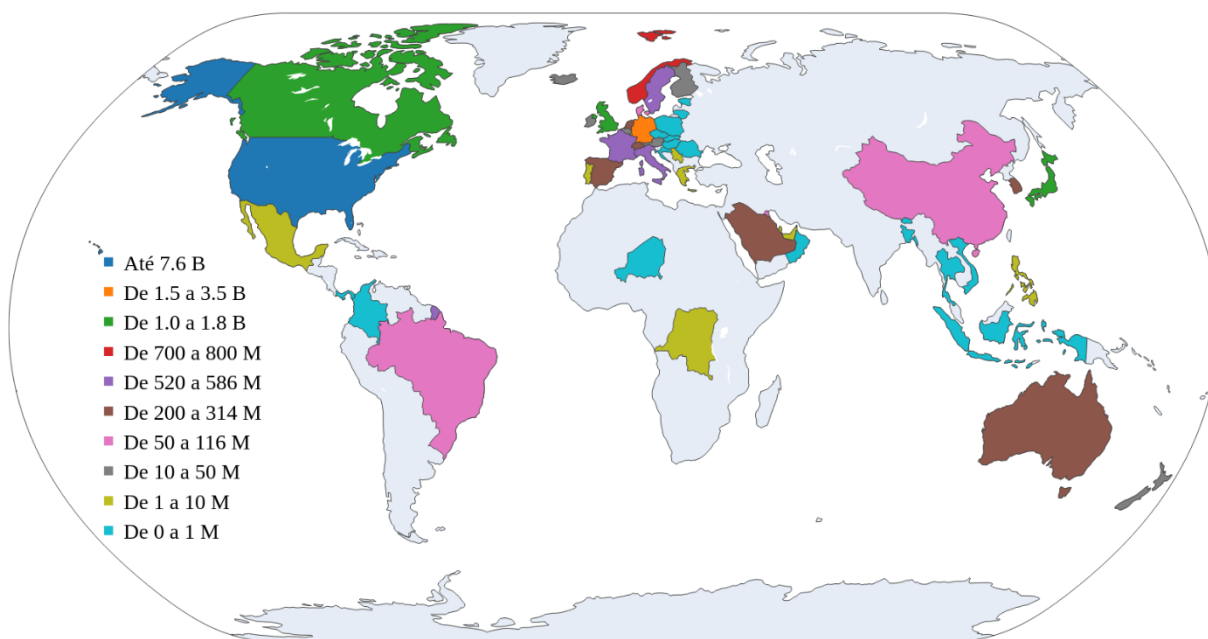 Até 7.6 B
De 1.5 a 3.5 B
De 1.0 a 1.8 B
De 700 a 800 M
De 520 a 586 M
De 200 a 314 M
De 50 a 116 M
De 10 a 50 M
De 1 a 10 M
De 0 a 1 M